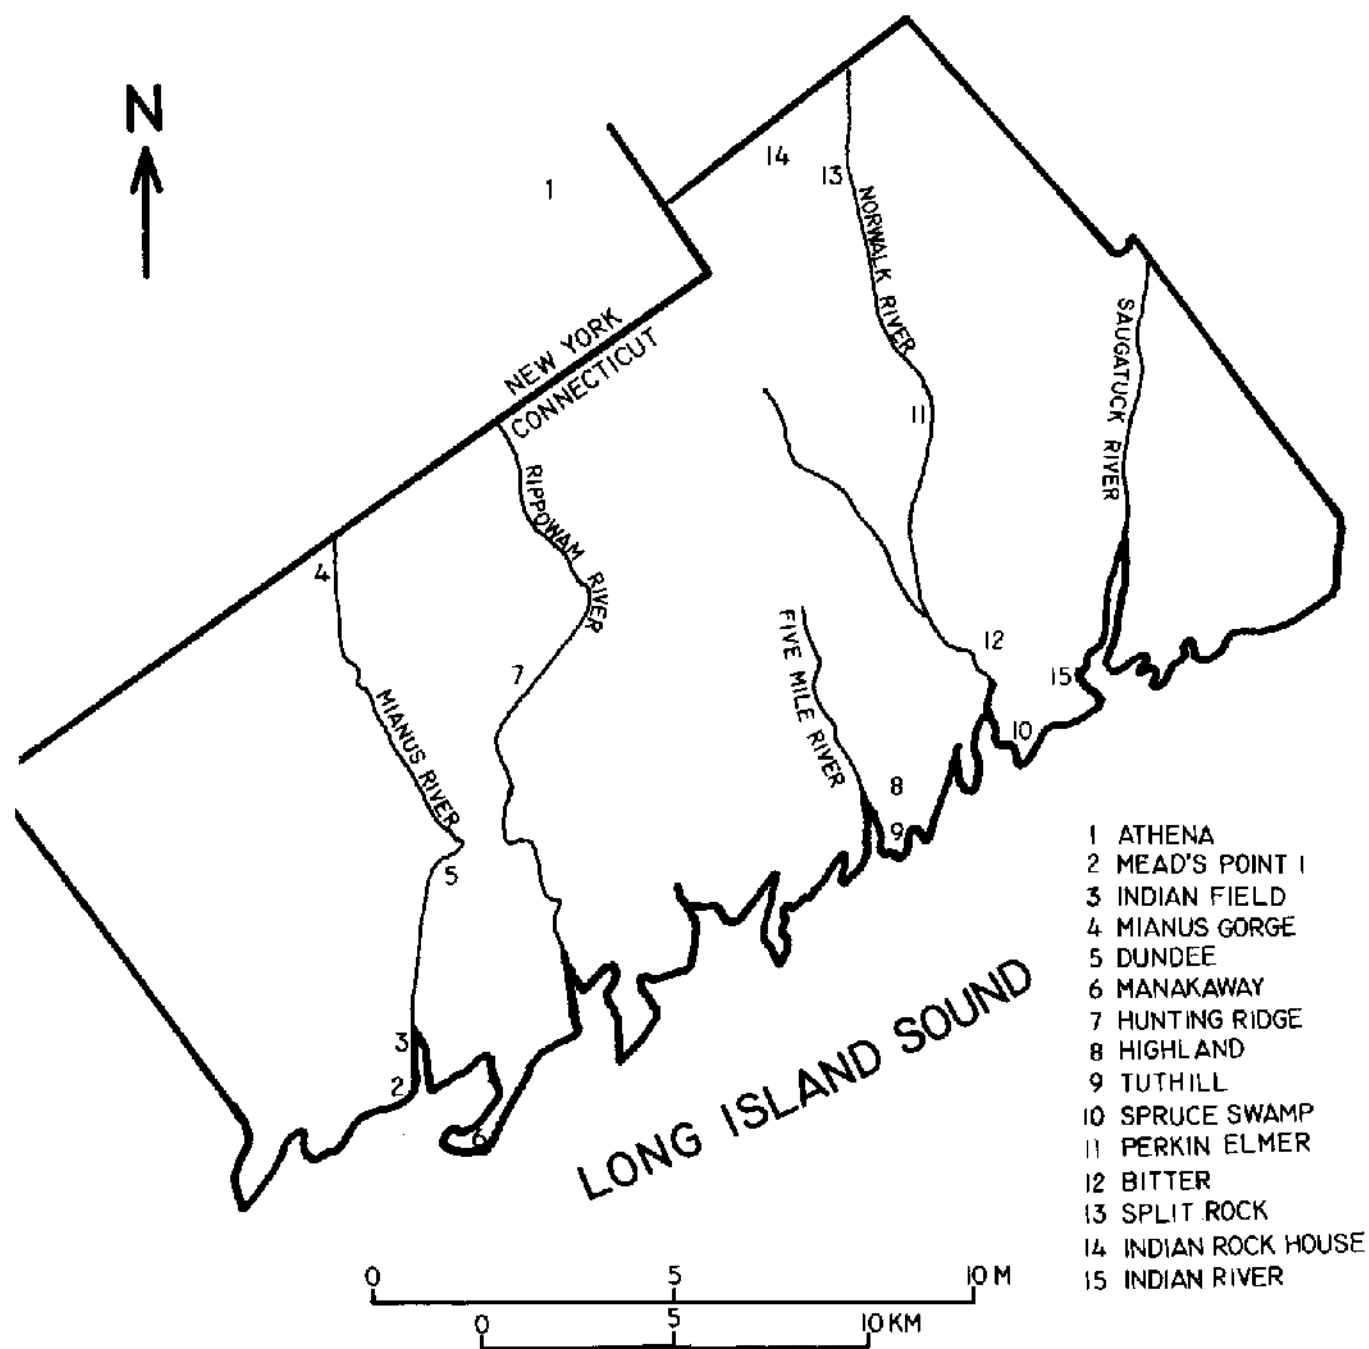 N
14
13
1
NORWALK RIVER
NEW YORK
CONNECTICUT
SAUGATUCK RIVER
11
RIPPOWAM RIVER
4
FIVE MILE RIVER
12
7
15
MIANUS RIVER
10
8
9
5
3
2
6
LONG ISLAND SOUND
1 ATHENA
2 MEAD'S POINT I
3 INDIAN FIELD
4 MIANUS GORGE
5 DUNDEE
6 MANAKAWAY
7 HUNTING RIDGE
8 HIGHLAND
9 TUTHILL
10 SPRUCE SWAMP
11 PERKIN ELMER
12 BITTER
13 SPLIT ROCK
14 INDIAN ROCK HOUSE
15 INDIAN RIVER
0 5 10 M
0 5 10 KM